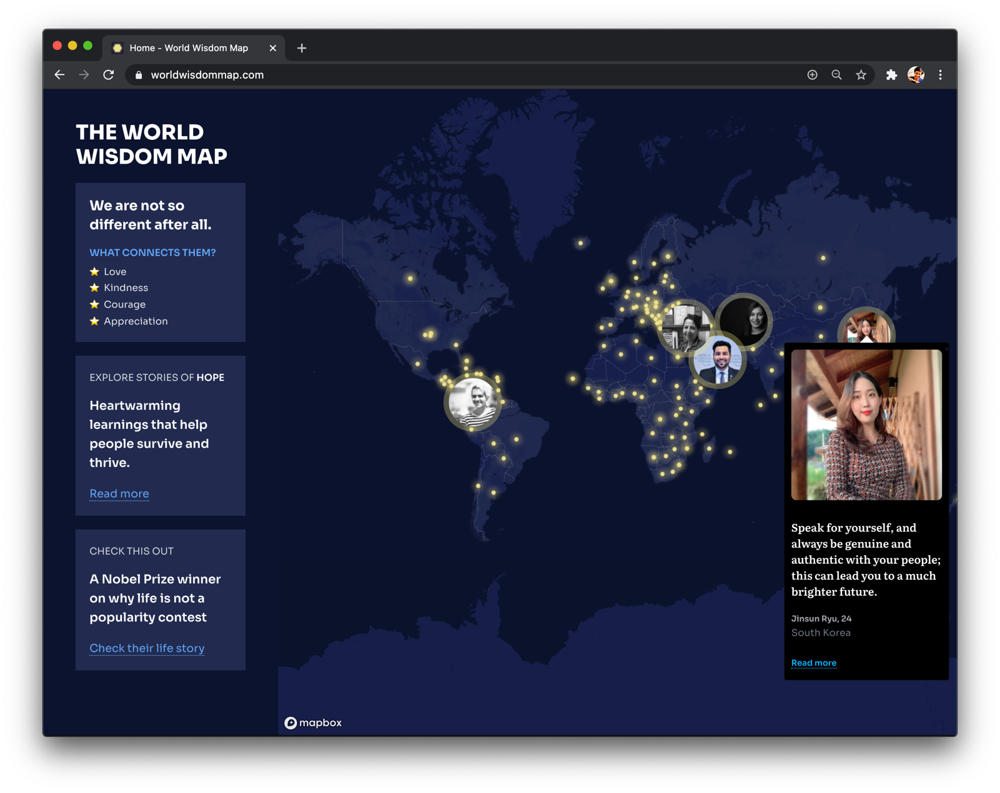 Home - World Wisdom Map
worldwisdommap.com
THE WORLD
WISDOM MAP
We are not so
different after all.
WHAT CONNECTS THEM?
Love
Kindness
Courage
Appreciation
EXPLORE STORIES OF HOPE
Heartwarming
learnings that help
people survive and
thrive.
Read more
CHECK THIS OUT
A Nobel Prize winner
on why life is not a
popularity contest
Check their life story
WORLD
ECONOMIC
FORUM
Speak for yourself, and
always be genuine and
authentic with your people;
this can lead you to a much
brighter future.
Jinsun Ryu, 24
South Korea
Read more
mapbox